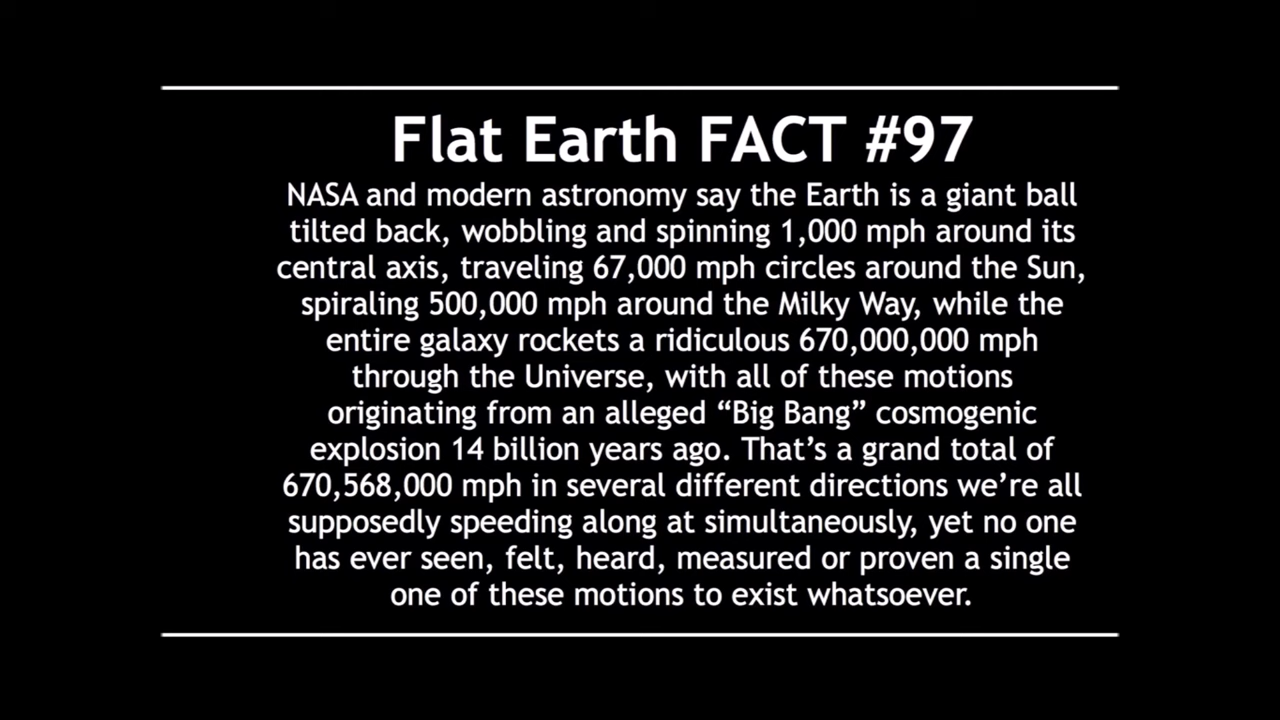 Flat Earth FACT #97
NASA and modern astronomy say the Earth is a giant ball
tilted back, wobbling and spinning 1,000 mph around its
central axis, traveling 67,000 mph circles around the Sun,
spiraling 500,000 mph around the Milky Way, while the
entire galaxy rockets a ridiculous 670,000,000 mph
through the Universe, with all of these motions
originating from an alleged “Big Bang” cosmogenic
explosion 14 billion years ago. That’s a grand total of
670,568,000 mph in several different directions we’re all
supposedly speeding along at simultaneously, yet no one
has ever seen, felt, heard, measured or proven a single
one of these motions to exist whatsoever.